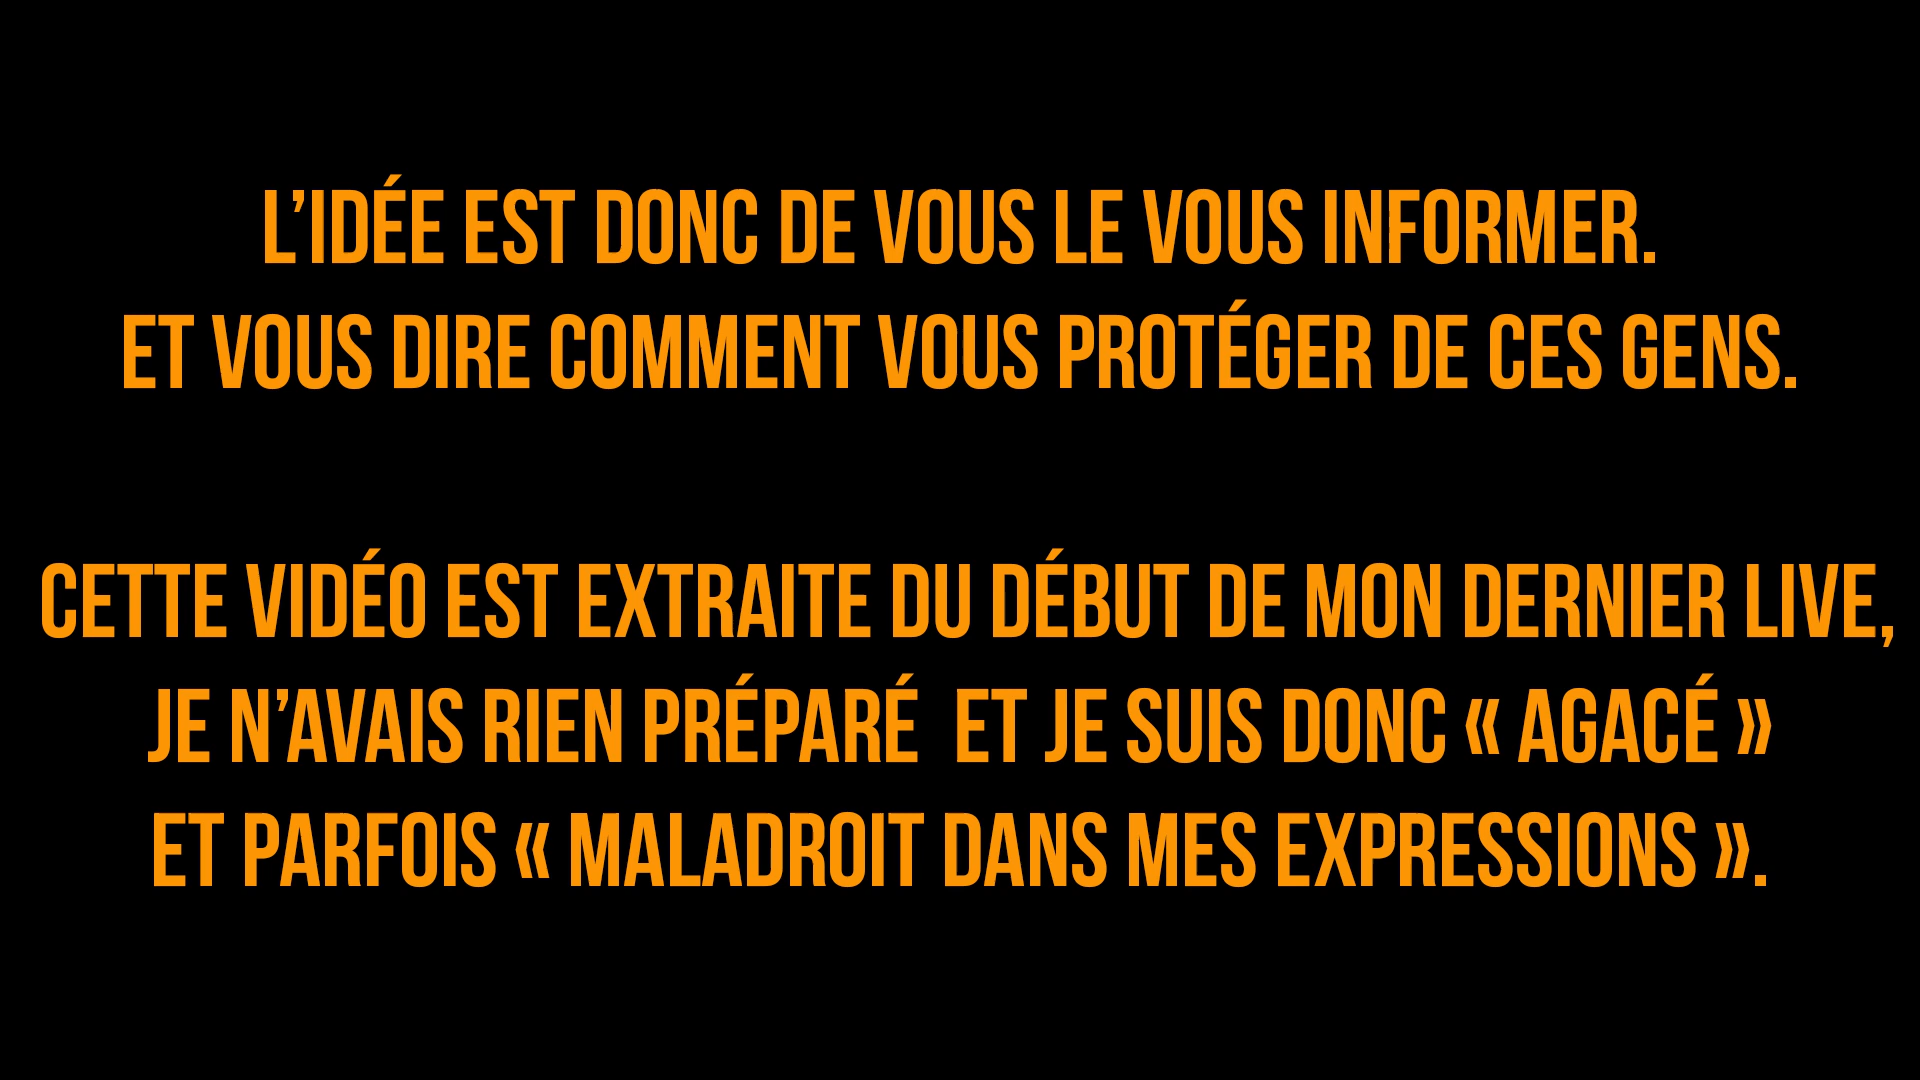 L’IDÉE EST DONC DE VOUS LE VOUS INFORMER.
ET VOUS DIRE COMMENT VOUS PROTÉGER DE CES GENS.
CETTE VIDÉO EST EXTRAITE DU DÉBUT DE MON DERNIER LIVE,
JE N’AVAIS RIEN PRÉPARÉ  ET JE SUIS DONC « AGACÉ »
ET PARFOIS « MALADROIT DANS MES EXPRESSIONS ».